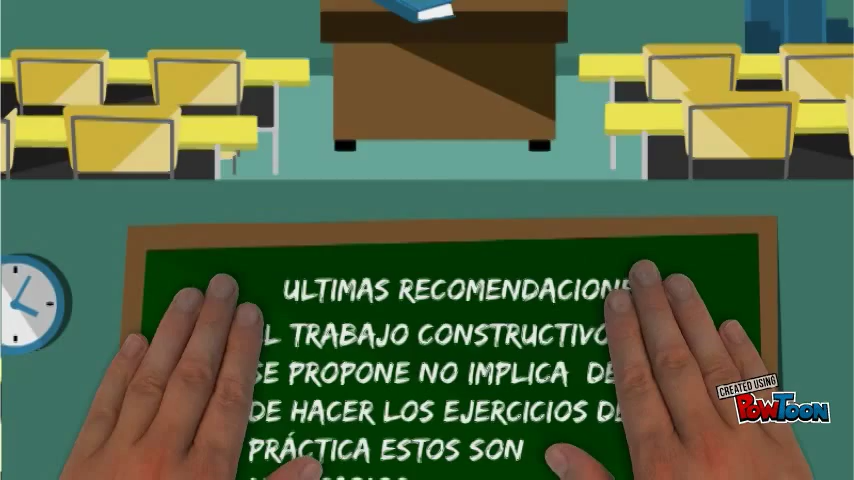 ULTIMAS RECOMENDACIONE
L TRABAJO CONSTRUCTIVO
SE PROPONE NO IMPLICA DE
DE HACER LOS EJERCICIOS DE
PRÁCTICA ESTOS SON
CREATED USING
POWTOON